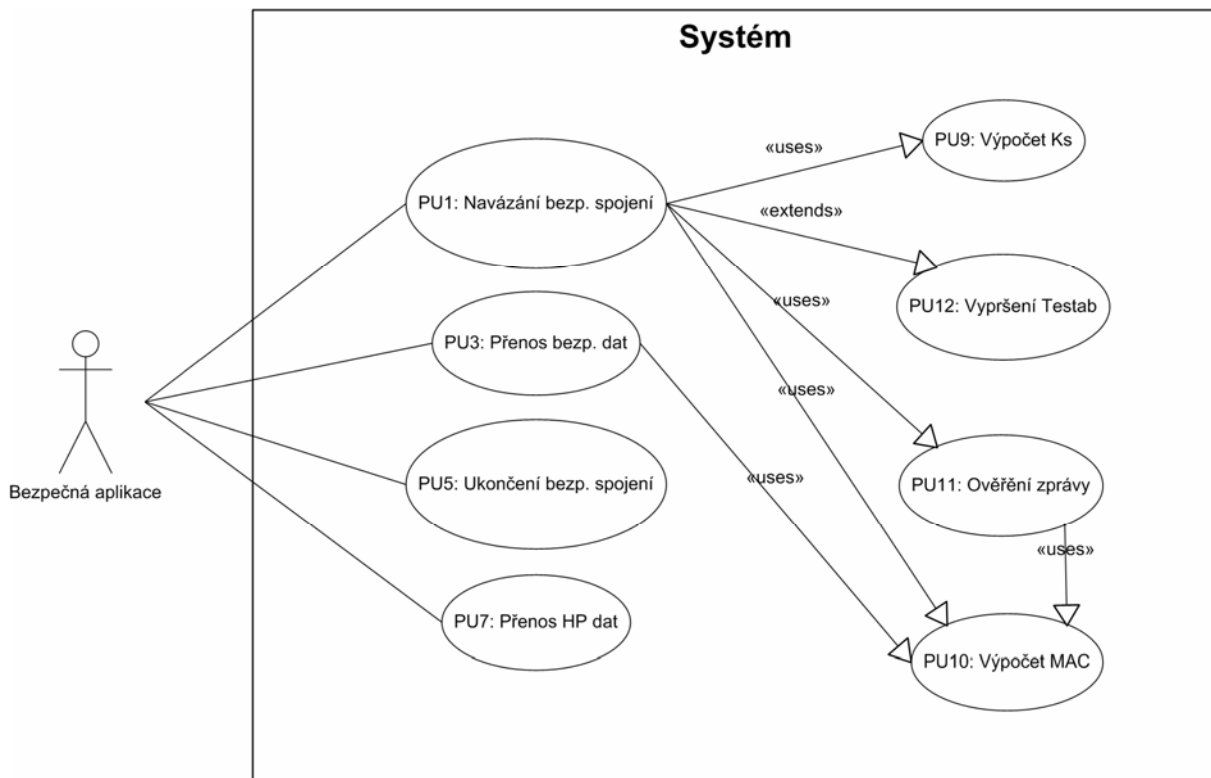 Systém
PU9: Výpočet Ks
«uses»
PU1: Navázání bezp. spojení
«extends»
PU12: Vypršení Testab
«uses»
PU3: Přenos bezp. dat
«uses»
PU5: Ukončení bezp. spojení
«uses»
PU11: Ověření zprávy
Bezpečná aplikace
«uses»
PU7: Přenos HP dat
PU10: Výpočet MAC